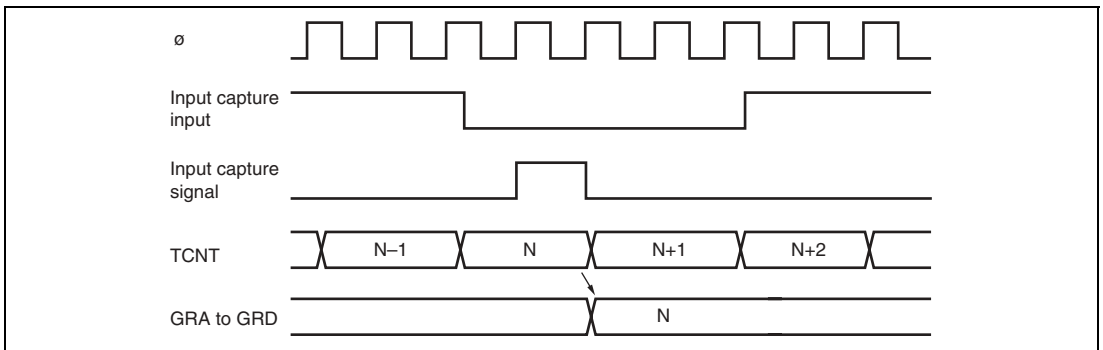 ø
Input capture
input
Input capture
signal
TCNT N–1 N N+1 N+2
GRA to GRD N